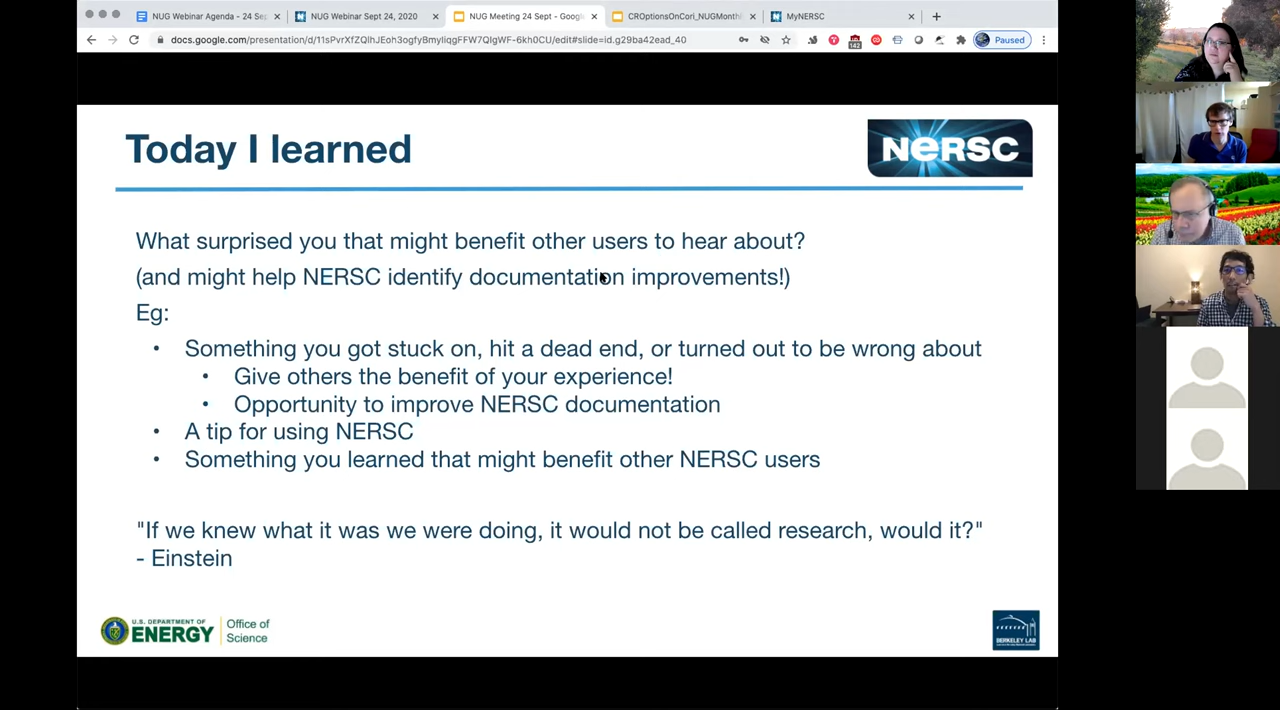 NUG Webinar Agenda - 24 Se
NUG Webinar Sept 24, 2020
NUG Meeting 24 Sept - Google
CROptionsOnCori_NUGMonthl
MyNERSC
docs.google.com/presentation/d/11sPvrXfZQlhJEoh3ogfyBmyliqgFFW7QIgWF-6kh0CU/edit#slide=id.g29ba42ead_40
142
Paused
Today I learned
NERSC
What surprised you that might benefit other users to hear about?
(and might help NERSC identify documentation improvements!)
Eg:
• Something you got stuck on, hit a dead end, or turned out to be wrong about
• Give others the benefit of your experience!
• Opportunity to improve NERSC documentation
• A tip for using NERSC
• Something you learned that might benefit other NERSC users
"If we knew what it was we were doing, it would not be called research, would it?"
- Einstein
U.S. DEPARTMENT OF
ENERGY
Office of
Science
BERKELEY LAB